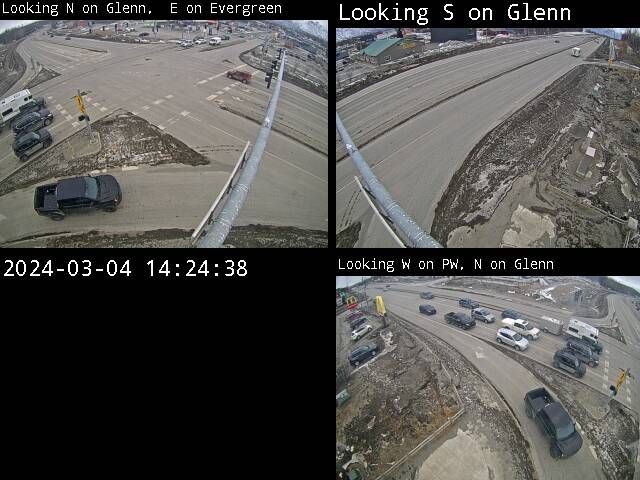 Looking N on Glenn,  E on Evergreen
Looking S on Glenn
2024-03-04 14:24:38
Looking W on PW, N on Glenn